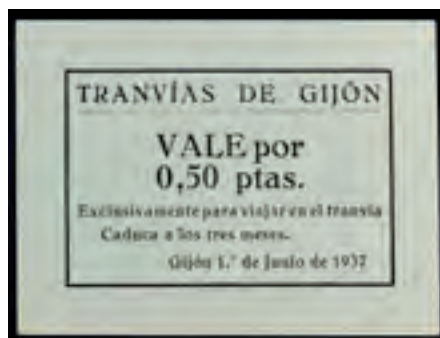 TRANVÍAS DE GIJÓN
VALE por
0,50 ptas.
Exclusivamente para viajar en el tranvía
Caduca a los tres meses.
Gijón 1.º de Junio de 1937